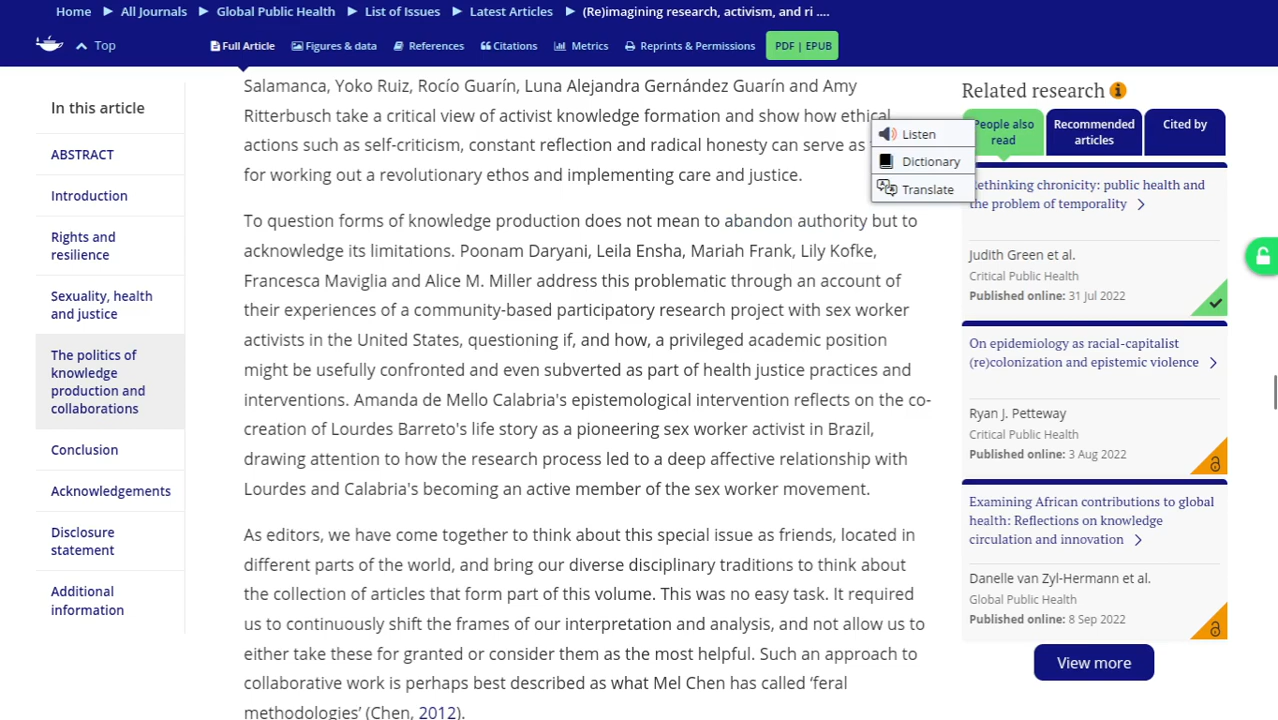 Home All Journals Global Public Health List of Issues Latest Articles (Re)imagining research, activism, and ri ....
Top
Full Article Figures & data References Citations Metrics Reprints & Permissions PDF | EPUB
In this article
ABSTRACT
Introduction
Rights and
resilience
Sexuality, health
and justice
The politics of
knowledge
production and
collaborations
Conclusion
Acknowledgements
Disclosure
statement
Additional
information
Salamanca, Yoko Ruiz, Rocío Guarín, Luna Alejandra Gernández Guarín and Amy
Ritterbusch take a critical view of activist knowledge formation and show how ethical
actions such as self-criticism, constant reflection and radical honesty can serve as
for working out a revolutionary ethos and implementing care and justice.
To question forms of knowledge production does not mean to abandon authority but to
acknowledge its limitations. Poonam Daryani, Leila Ensha, Mariah Frank, Lily Kofke,
Francesca Maviglia and Alice M. Miller address this problematic through an account of
their experiences of a community-based participatory research project with sex worker
activists in the United States, questioning if, and how, a privileged academic position
might be usefully confronted and even subverted as part of health justice practices and
interventions. Amanda de Mello Calabria's epistemological intervention reflects on the co-
creation of Lourdes Barreto's life story as a pioneering sex worker activist in Brazil,
drawing attention to how the research process led to a deep affective relationship with
Lourdes and Calabria's becoming an active member of the sex worker movement.
As editors, we have come together to think about this special issue as friends, located in
different parts of the world, and bring our diverse disciplinary traditions to think about
the collection of articles that form part of this volume. This was no easy task. It required
us to continuously shift the frames of our interpretation and analysis, and not allow us to
either take these for granted or consider them as the most helpful. Such an approach to
collaborative work is perhaps best described as what Mel Chen has called ‘feral
methodologies’ (Chen, 2012).
Listen
Dictionary
Translate
Related research
People also
read
Recommended
articles
Cited by
Rethinking chronicity: public health and
the problem of temporality
Judith Green et al.
Critical Public Health
Published online: 31 Jul 2022
On epidemiology as racial-capitalist
(re)colonization and epistemic violence
Ryan J. Petteway
Critical Public Health
Published online: 3 Aug 2022
Examining African contributions to global
health: Reflections on knowledge
circulation and innovation
Danelle van Zyl-Hermann et al.
Global Public Health
Published online: 8 Sep 2022
View more